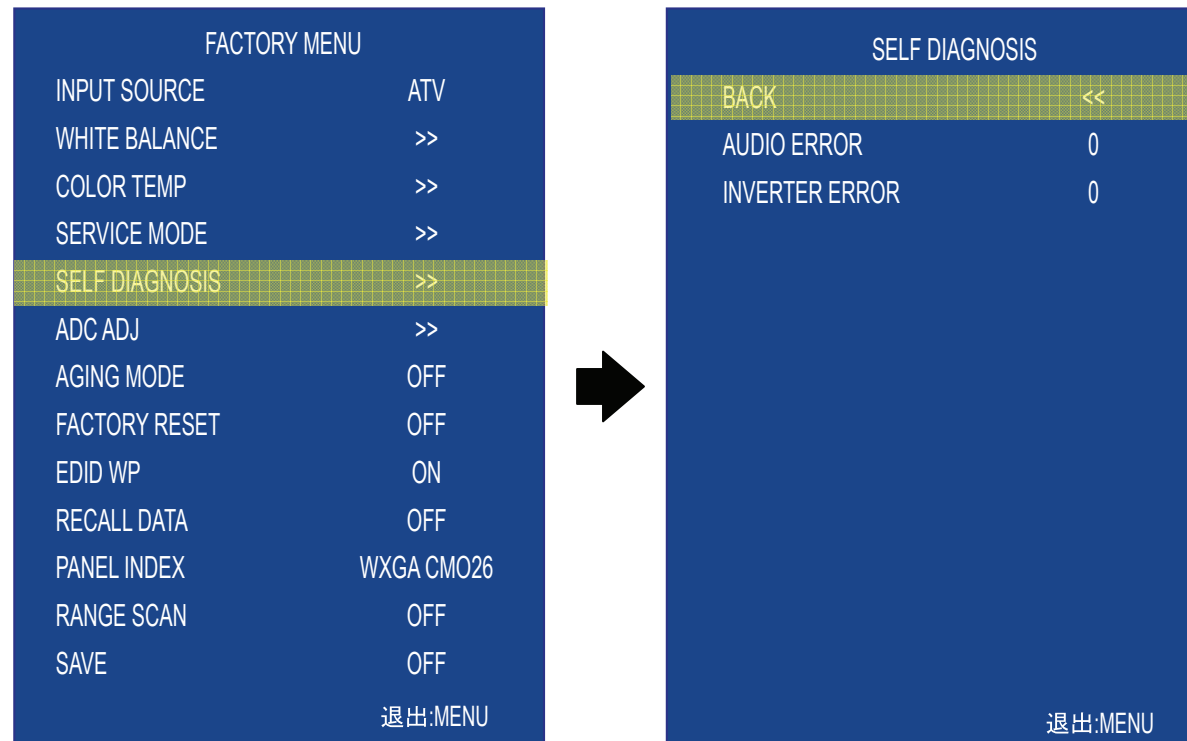 FACTORY MENU
INPUT SOURCE ATV
WHITE BALANCE >>
COLOR TEMP >>
SERVICE MODE >>
SELF DIAGNOSIS >>
ADC ADJ >>
AGING MODE OFF
FACTORY RESET OFF
EDID WP ON
RECALL DATA OFF
PANEL INDEX WXGA CMO26
RANGE SCAN OFF
SAVE OFF
退出:MENU
SELF DIAGNOSIS
BACK <<
AUDIO ERROR 0
INVERTER ERROR 0
退出:MENU